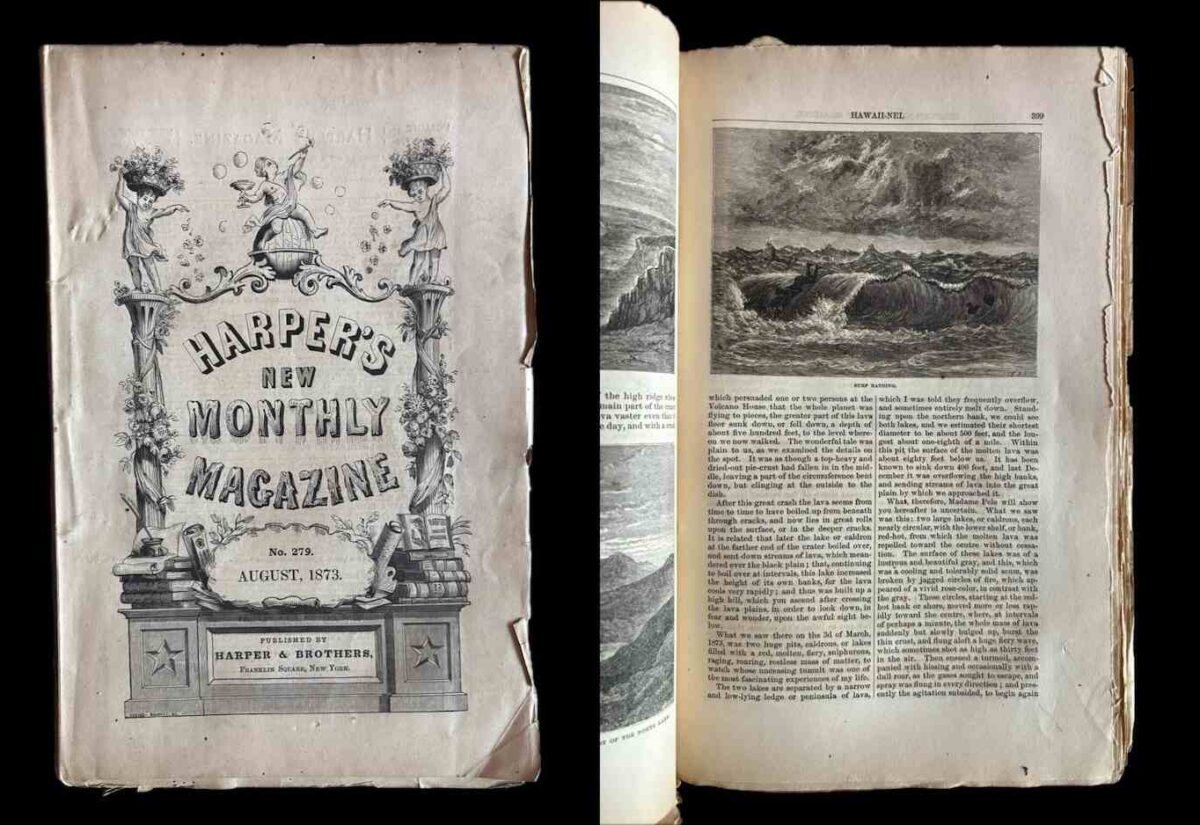 HARPER'S
NEW
MONTHLY
MAGAZINE
No. 279.
AUGUST, 1873.
PUBLISHED BY
HARPER & BROTHERS,
FRANKLIN SQUARE, NEW YORK.
the high ridge
main part of the
vaster even
day, and with a
OF THE NORTH LAKE
HAWAII-NEI.
399
SURF BATHING.
which persuaded one or two persons at the
Volcano House that the whole planet was
flying to pieces, the greater part of this lava
floor sunk down, or fell down, a depth of
about five hundred feet, to the level where-
on we now walked. The wonderful tale was
plain to us, as we examined the details on
the spot. It was as though a top-heavy and
dried-out pie-crust had fallen in in the mid-
dle, leaving a part of the circumference bent
down, but clinging at the outside to the
dish.
After this great crash the lava seems from
time to time to have boiled up from beneath
through cracks, and now lies in great rolls
upon the surface, or in the deeper cracks.
It is related that later the lake or caldron
at the farther end of the crater boiled over,
and sent down streams of lava, which mean-
dered over the black plain; that, continuing
to boil over at intervals, this lake increased
the height of its own banks, for the lava
cools very rapidly; and thus was built up a
high hill, which you ascend after crossing
the lava plains, in order to look down, in
fear and wonder, upon the awful sight be-
low.
What we saw there on the 3d of March,
1873, was two huge pits, caldrons, or lakes
filled with a red, molten, fiery, sulphurous,
raging, roaring, restless mass of matter, to
watch whose unceasing tumult was one of
the most fascinating experiences of my life.
The two lakes are separated by a narrow
and low-lying ledge or peninsula of lava,
which I was told they frequently overflow,
and sometimes entirely melt down. Stand-
ing upon the northern bank, we could see
both lakes, and we estimated their shortest
diameter to be about 500 feet, and the lon-
gest about one-eighth of a mile. Within
this pit the surface of the molten lava was
about eighty feet below us. It has been
known to sink down 400 feet, and last De-
cember it was overflowing the high banks,
and sending streams of lava into the great
plain by which we approached it.
What, therefore, Madame Pele will show
you hereafter is uncertain. What we saw
was this: two large lakes, or caldrons, each
nearly circular, with the lower shelf, or bank,
red-hot, from which the molten lava was
repelled toward the centre without cessa-
tion. The surface of these lakes was of a
lustrous and beautiful gray, and this, which
was a cooling and tolerably solid scum, was
broken by jagged circles of fire, which ap-
peared of a vivid rose-color, in contrast with
the gray. These circles, starting at the red-
hot bank or shore, moved more or less rap-
idly toward the centre, where, at intervals
of perhaps a minute, the whole mass of lava
suddenly but slowly bulged up, burst the
thin crust, and flung aloft a huge fiery wave,
which sometimes shot as high as thirty feet
in the air. Then ensued a turmoil, accom-
panied with hissing and occasionally with a
dull roar, as the gases sought to escape, and
spray was flung in every direction; and pres-
ently the agitation subsided, to begin again